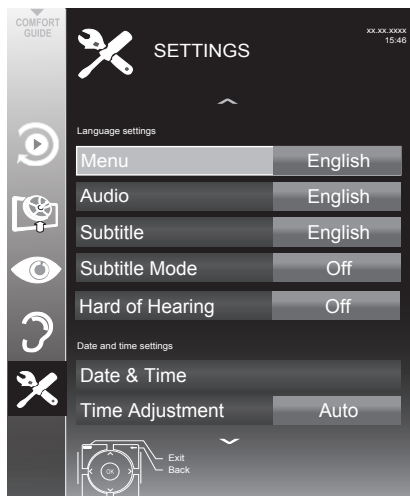 COMFORT
GUIDE
SETTINGS
xx.xx.xxxx
15:46
Language settings
Menu English
Audio English
Subtitle English
Subtitle Mode Off
Hard of Hearing Off
Date and time settings
Date & Time
Time Adjustment Auto
Exit
Back
OK